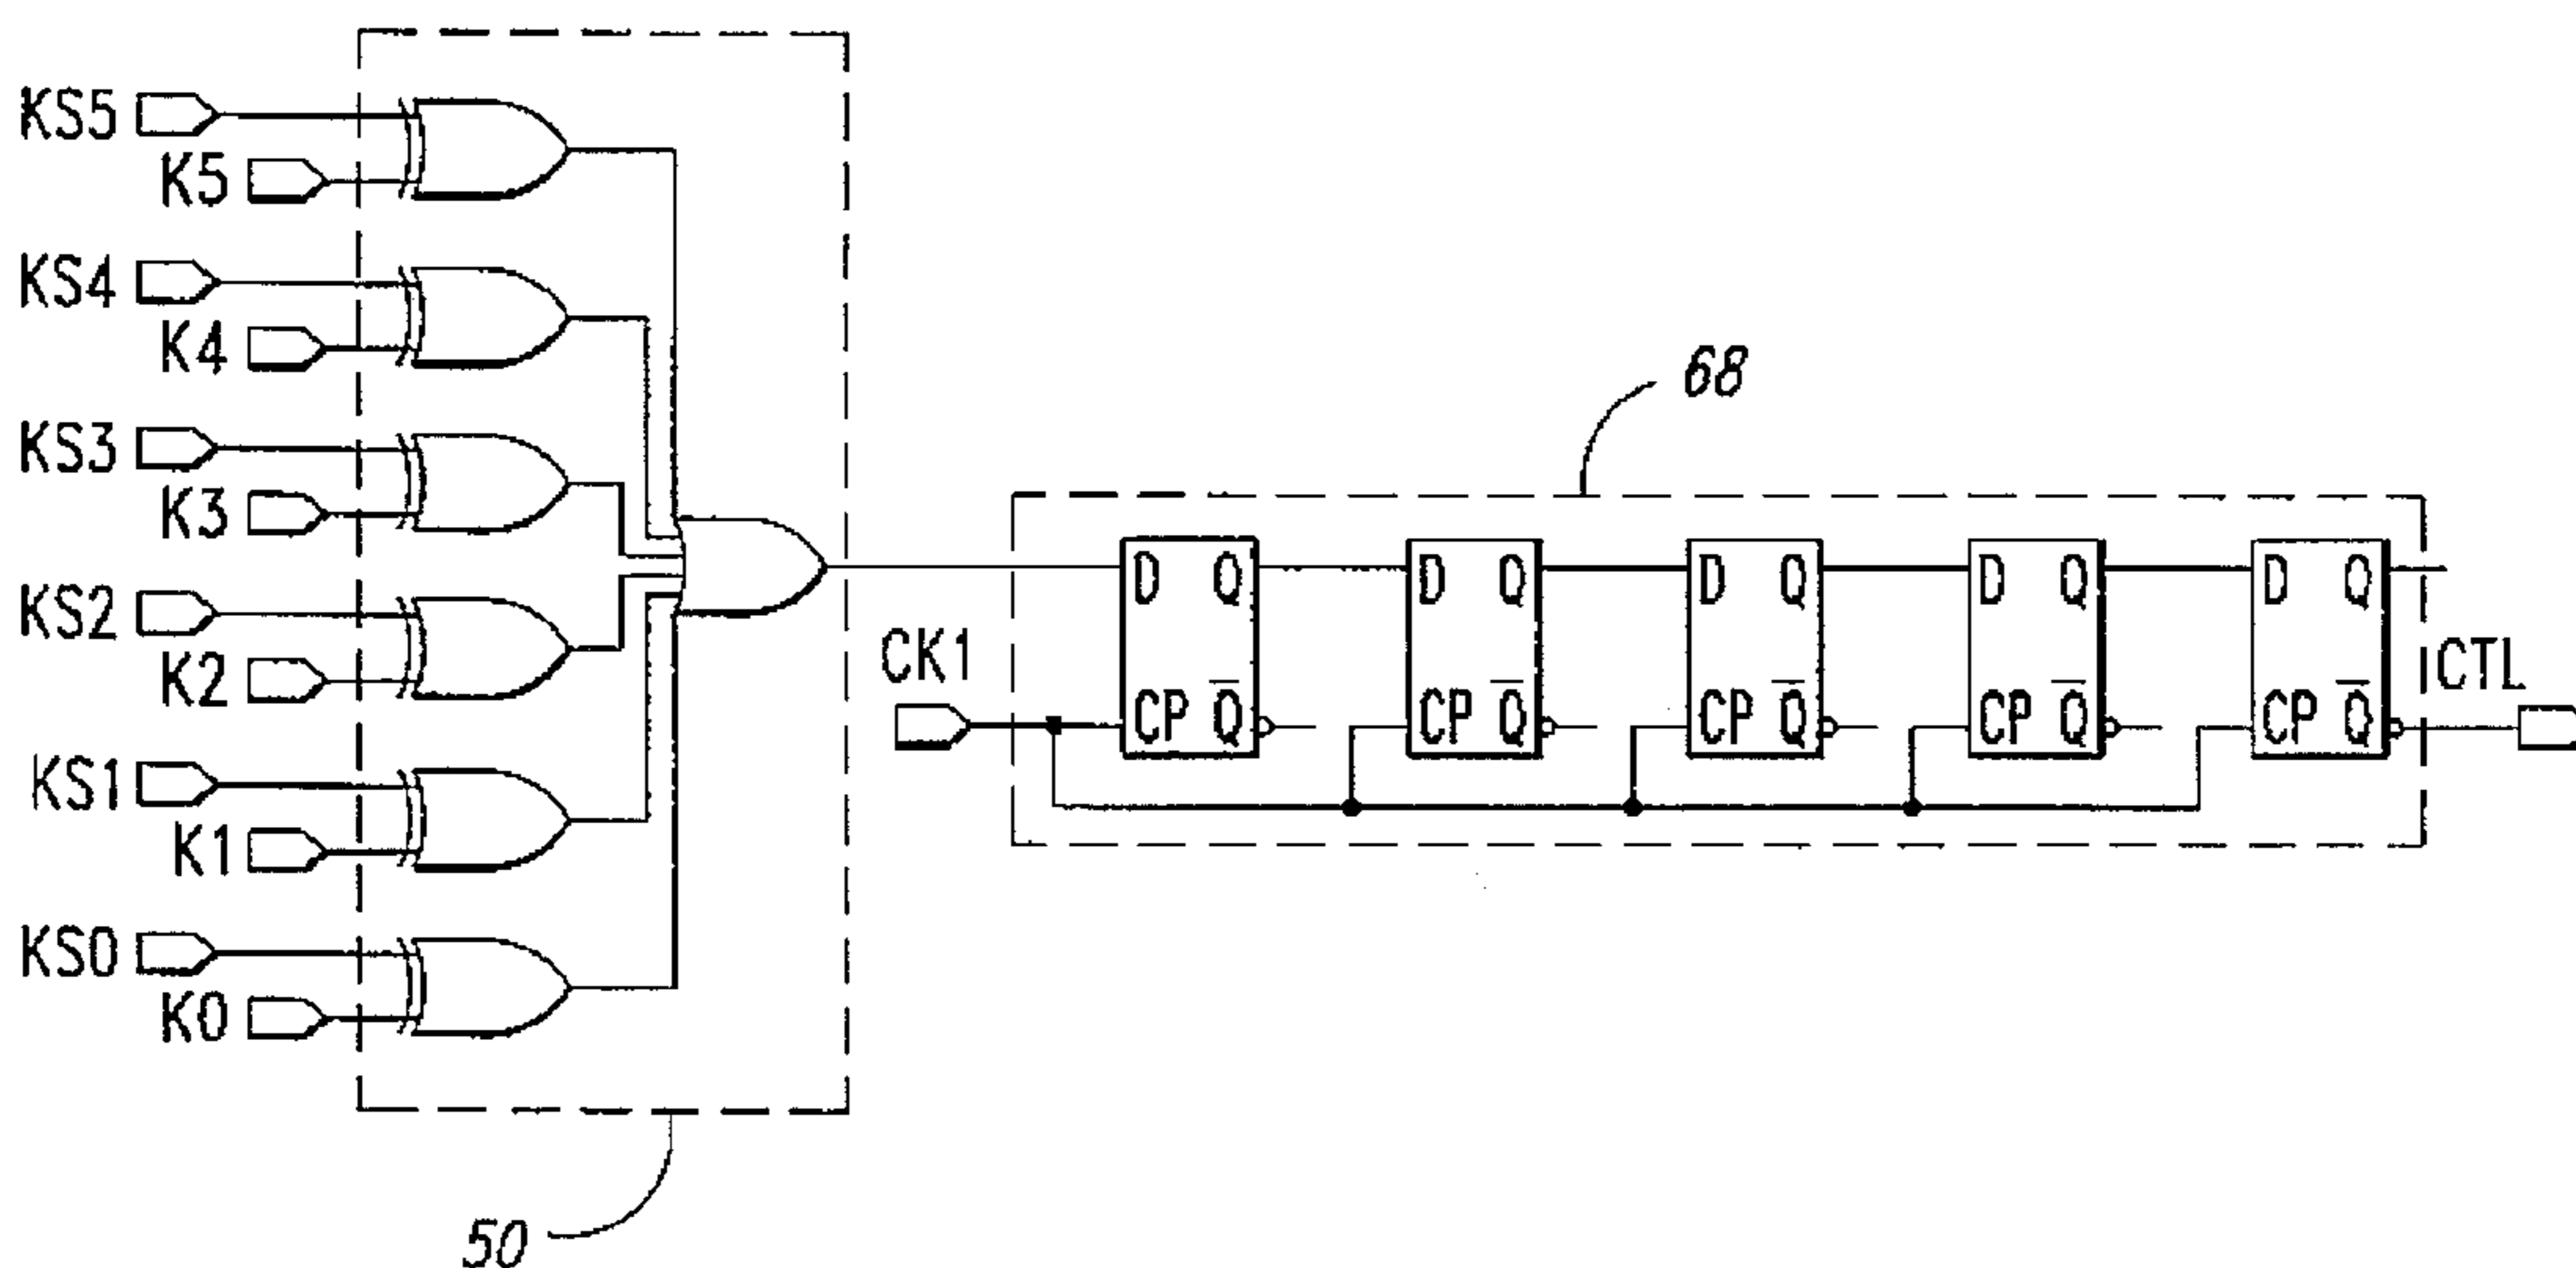 KS5
K5
KS4
K4
KS3
K3
KS2
K2
KS1
K1
KS0
K0
50
68
CK1
D Q
CP Q̅
D Q
CP Q̅
D Q
CP Q̅
D Q
CP Q̅
D Q
CP Q̅
CTL